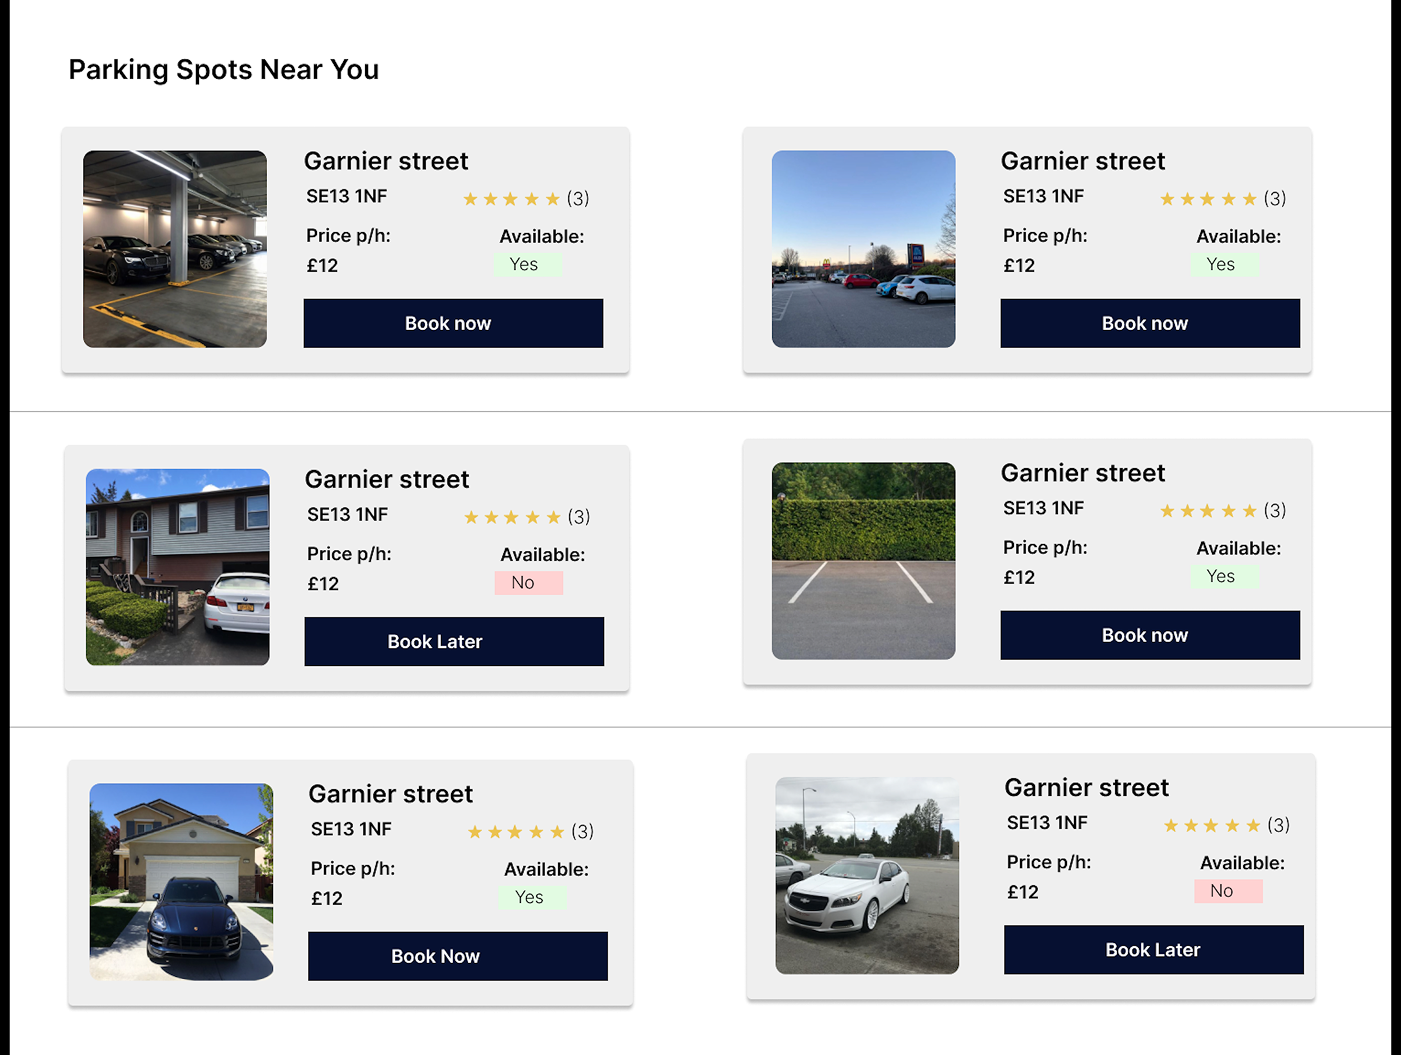 Parking Spots Near You
Garnier street
SE13 1NF
(3)
Price p/h:
Available:
£12
Yes
Book now
Garnier street
SE13 1NF
(3)
Price p/h:
Available:
£12
Yes
Book now
Garnier street
SE13 1NF
(3)
Price p/h:
Available:
£12
No
Book Later
Garnier street
SE13 1NF
(3)
Price p/h:
Available:
£12
Yes
Book now
Garnier street
SE13 1NF
(3)
Price p/h:
Available:
£12
Yes
Book Now
Garnier street
SE13 1NF
(3)
Price p/h:
Available:
£12
No
Book Later